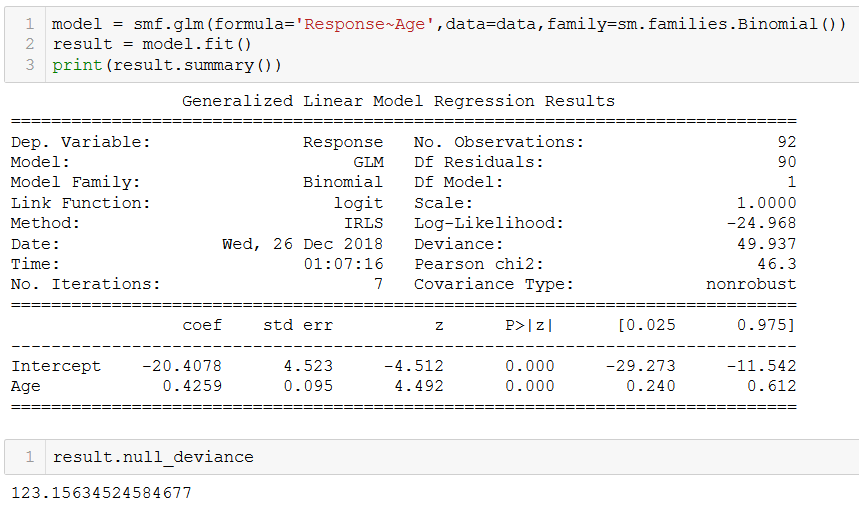 1 model = smf.glm(formula='Response~Age',data=data,family=sm.families.Binomial())
2 result = model.fit()
3 print(result.summary())
Generalized Linear Model Regression Results
==============================================================================
Dep. Variable: Response No. Observations: 92
Model: GLM Df Residuals: 90
Model Family: Binomial Df Model: 1
Link Function: logit Scale: 1.0000
Method: IRLS Log-Likelihood: -24.968
Date: Wed, 26 Dec 2018 Deviance: 49.937
Time: 01:07:16 Pearson chi2: 46.3
No. Iterations: 7 Covariance Type: nonrobust
==============================================================================
coef std err z P>|z| [0.025 0.975]
------------------------------------------------------------------------------
Intercept -20.4078 4.523 -4.512 0.000 -29.273 -11.542
Age 0.4259 0.095 4.492 0.000 0.240 0.612
==============================================================================
1 result.null_deviance
123.15634524584677